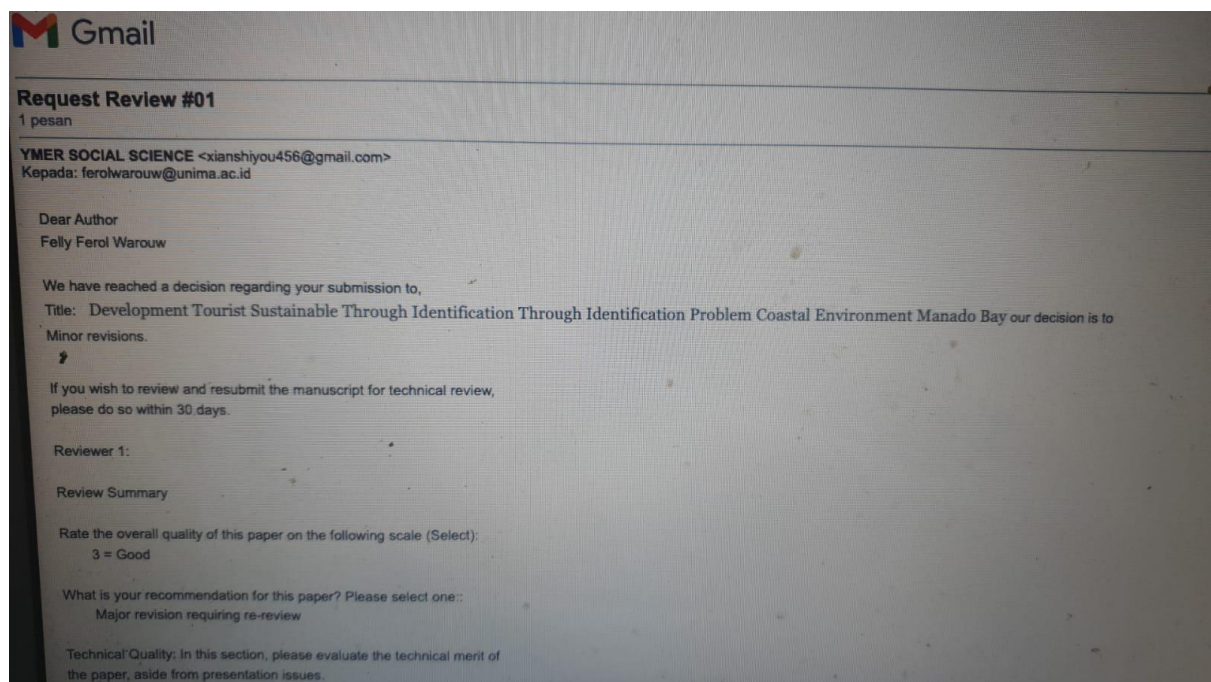 Gmail
Request Review #01
1 pesan
YMER SOCIAL SCIENCE <xianshiyou456@gmail.com>
Kepada: ferolwarouw@unima.ac.id
Dear Author
Felly Ferol Warouw
We have reached a decision regarding your submission to,
Title: Development Tourist Sustainable Through Identification Through Identification Problem Coastal Environment Manado Bay our decision is to
Minor revisions.
If you wish to review and resubmit the manuscript for technical review,
please do so within 30 days.
Reviewer 1:
Review Summary
Rate the overall quality of this paper on the following scale (Select):
3 = Good
What is your recommendation for this paper? Please select one::
Major revision requiring re-review
Technical Quality: In this section, please evaluate the technical merit of
the paper, aside from presentation issues.